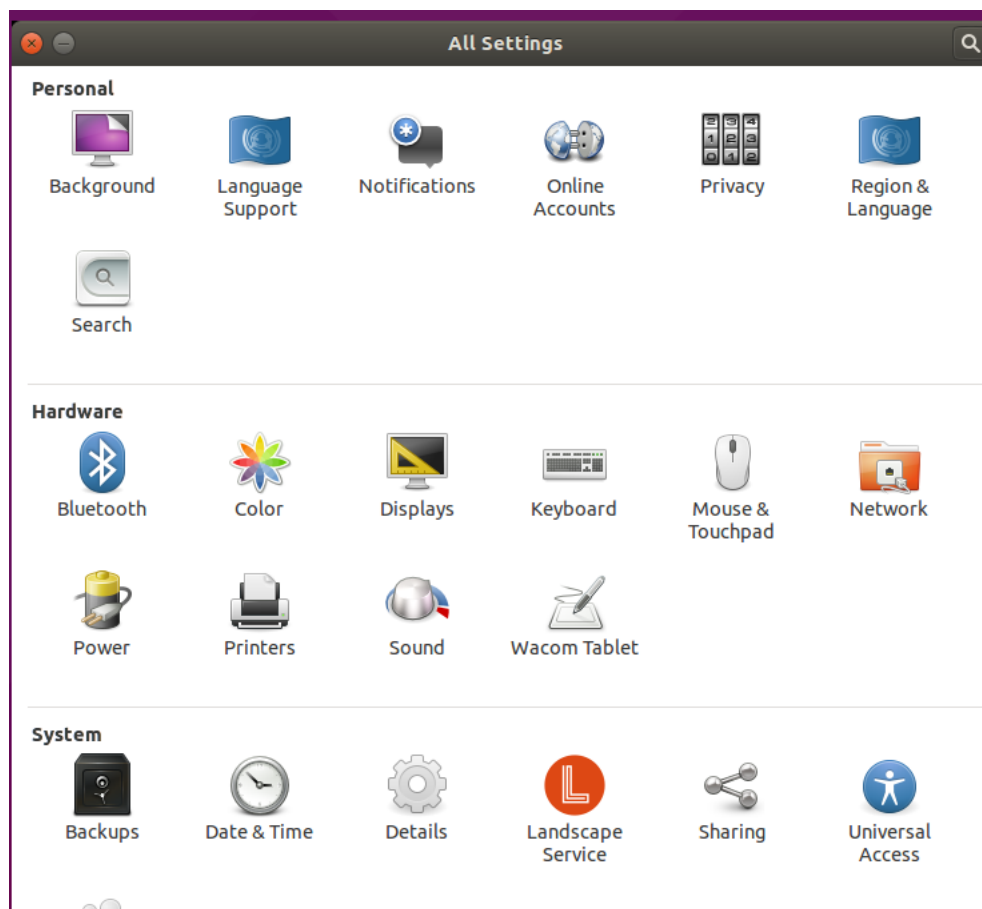 All Settings
Personal
Background
Language
Support
Notifications
Online
Accounts
Privacy
Region &
Language
Search
Hardware
Bluetooth
Color
Displays
Keyboard
Mouse &
Touchpad
Network
Power
Printers
Sound
Wacom Tablet
System
Backups
Date & Time
Details
Landscape
Service
Sharing
Universal
Access